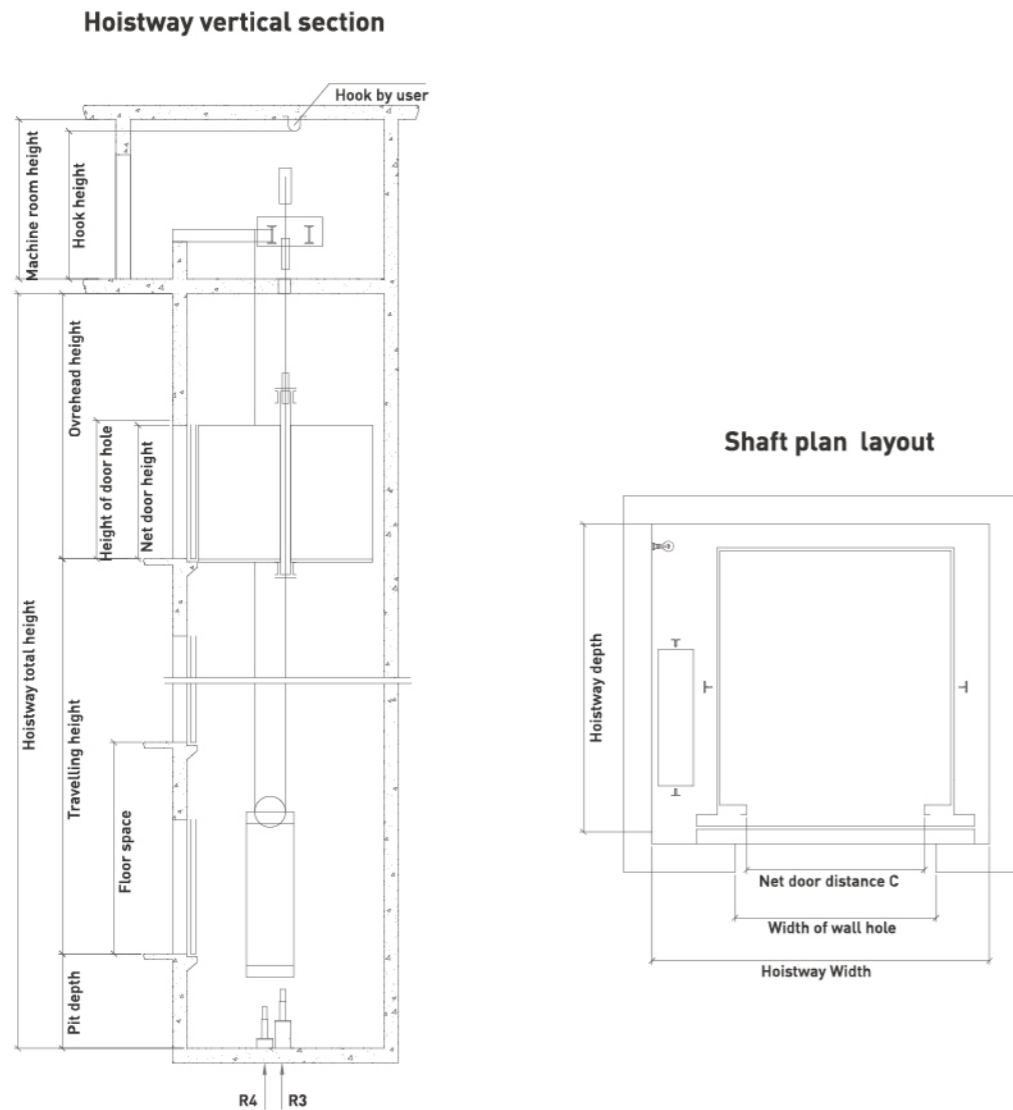 Hoistway vertical section
Hook by user
Machine room height
Hook height
Ovrehead height
Height of door hole
Net door height
Hoistway total height
Travelling height
Floor space
Pit depth
R4
R3
Shaft plan layout
Hoistway depth
Net door distance C
Width of wall hole
Hoistway Width